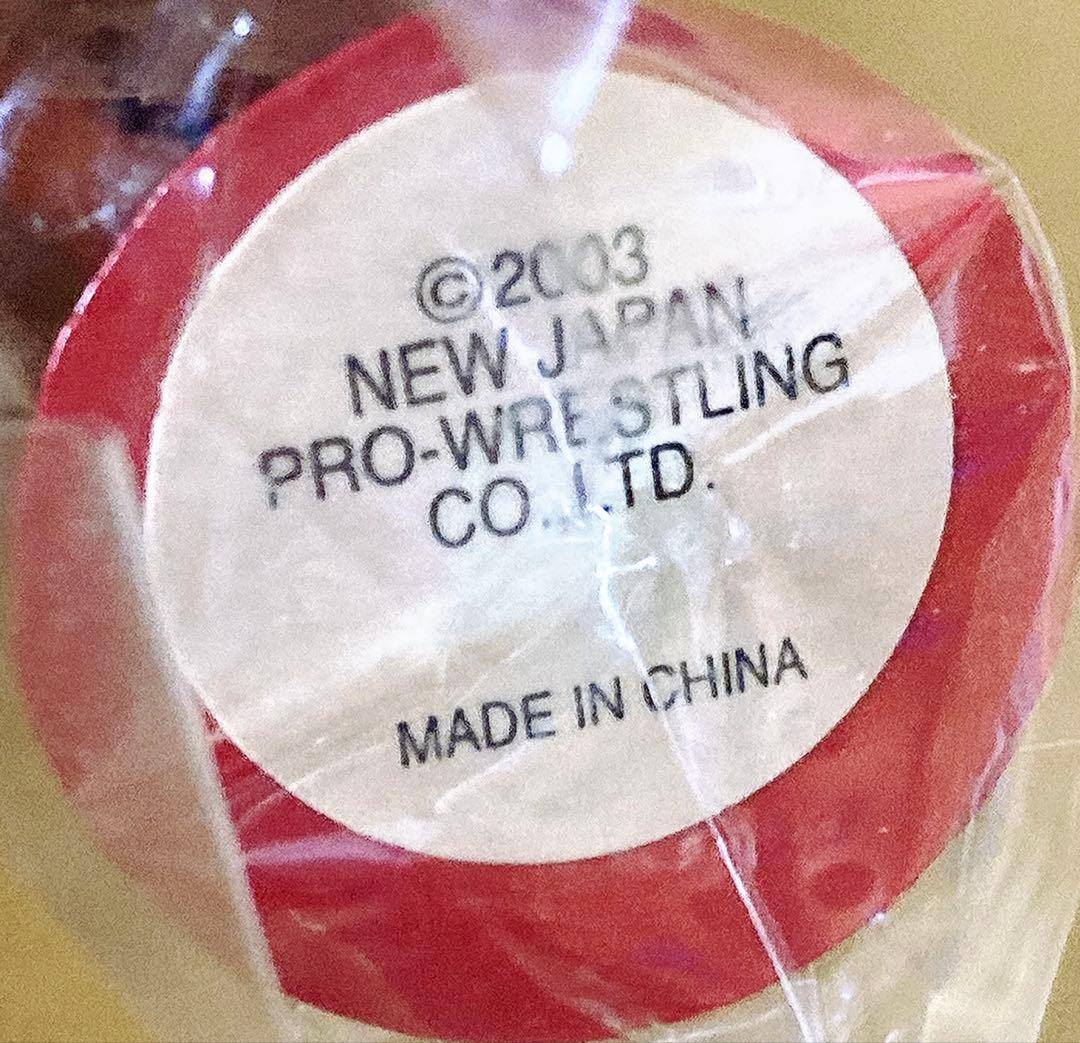 ©2003
NEW JAPAN
PRO-WRESTLING
CO.,LTD.
MADE IN CHINA